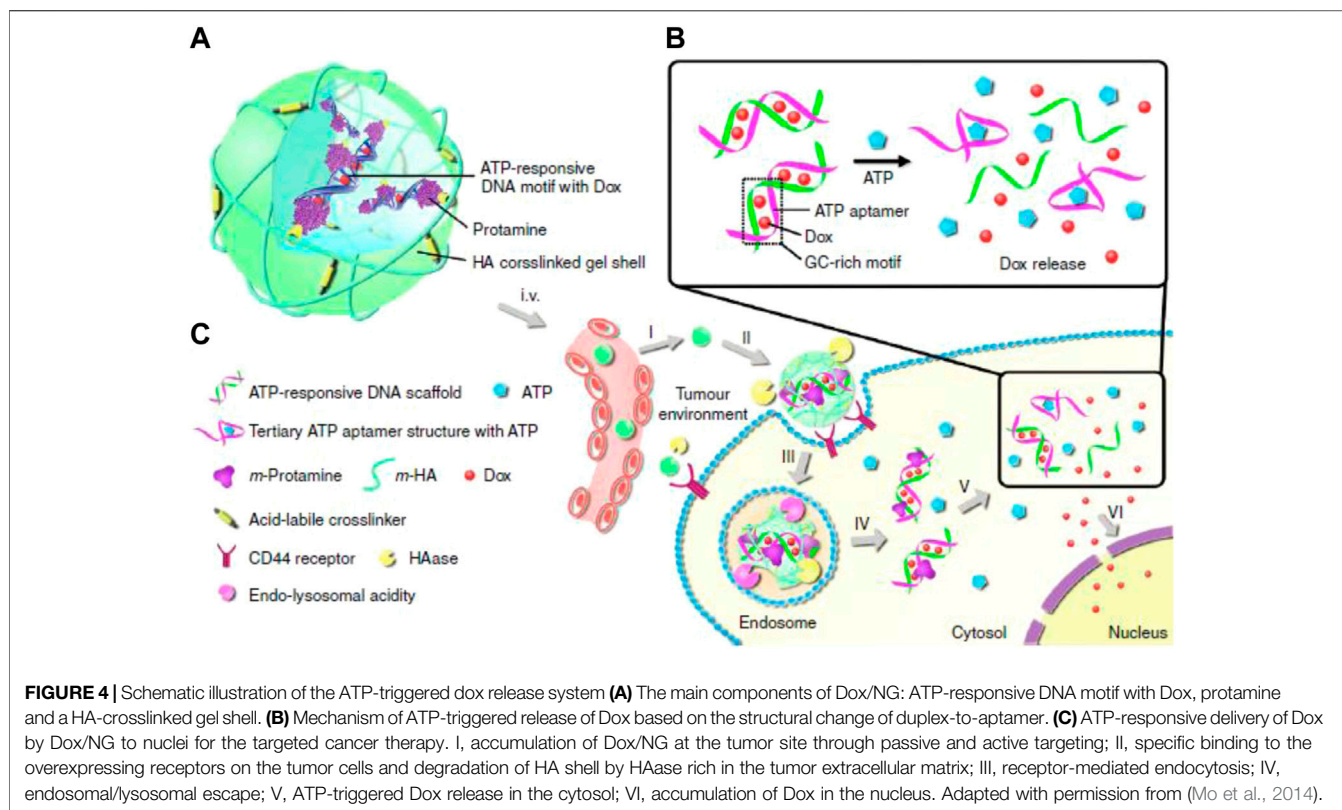 A
ATP-responsive
DNA motif with Dox
Protamine
HA corsslinked gel shell
B
ATP
ATP aptamer
Dox
GC-rich motif
Dox release
C
i.v.
I
II
Tumour
environment
III
IV
V
VI
Endosome
Cytosol
Nucleus
ATP-responsive DNA scaffold
ATP
Tertiary ATP aptamer structure with ATP
m-Protamine
m-HA
Dox
Acid-labile crosslinker
CD44 receptor
HAase
Endo-lysosomal acidity
FIGURE 4 | Schematic illustration of the ATP-triggered dox release system (A) The main components of Dox/NG: ATP-responsive DNA motif with Dox, protamine
and a HA-crosslinked gel shell. (B) Mechanism of ATP-triggered release of Dox based on the structural change of duplex-to-aptamer. (C) ATP-responsive delivery of Dox
by Dox/NG to nuclei for the targeted cancer therapy. I, accumulation of Dox/NG at the tumor site through passive and active targeting; II, specific binding to the
overexpressing receptors on the tumor cells and degradation of HA shell by HAase rich in the tumor extracellular matrix; III, receptor-mediated endocytosis; IV,
endosomal/lysosomal escape; V, ATP-triggered Dox release in the cytosol; VI, accumulation of Dox in the nucleus. Adapted with permission from (Mo et al., 2014).